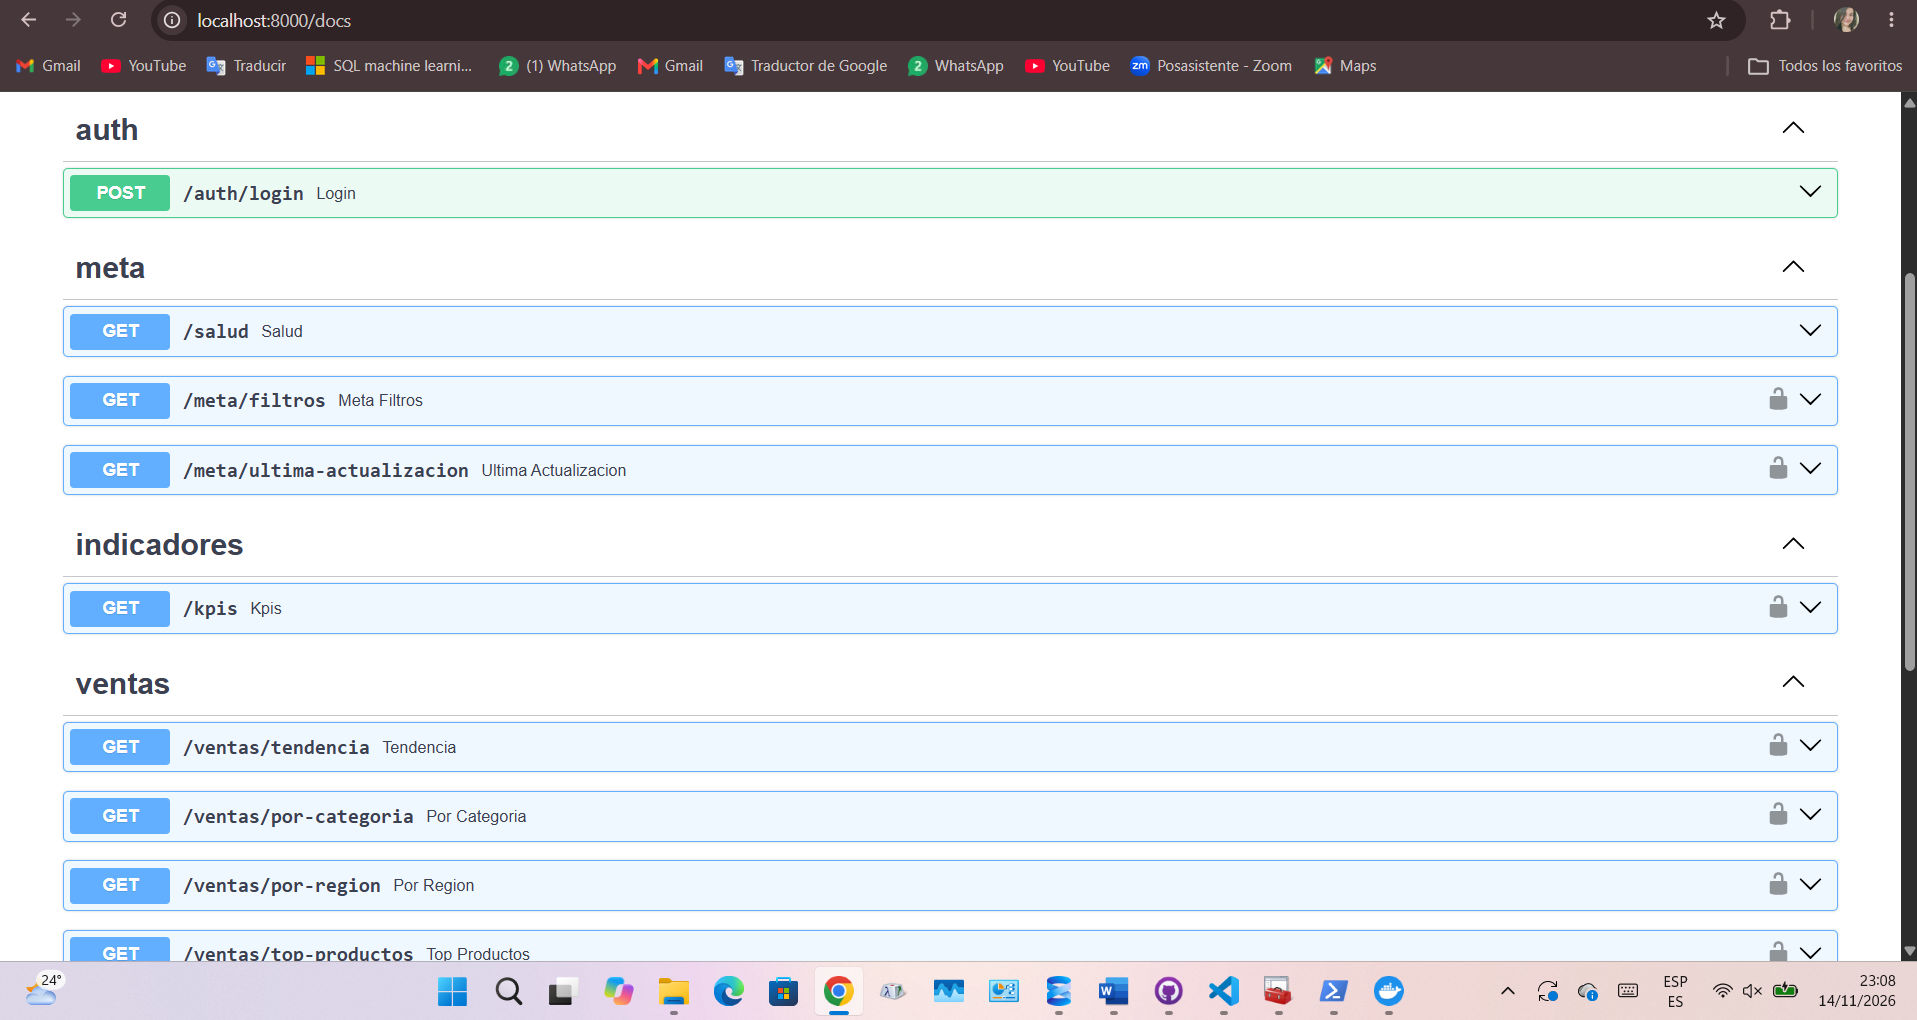 localhost:8000/docs
Gmail YouTube Traducir SQL machine learni... (1) WhatsApp Gmail Traductor de Google WhatsApp YouTube Posasistente - Zoom Maps Todos los favoritos
auth
POST /auth/login Login
meta
GET /salud Salud
GET /meta/filtros Meta Filtros
GET /meta/ultima-actualizacion Ultima Actualizacion
indicadores
GET /kpis Kpis
ventas
GET /ventas/tendencia Tendencia
GET /ventas/por-categoria Por Categoria
GET /ventas/por-region Por Region
GET /ventas/top-productos Top Productos
24°
ESP
ES
23:08
14/11/2026